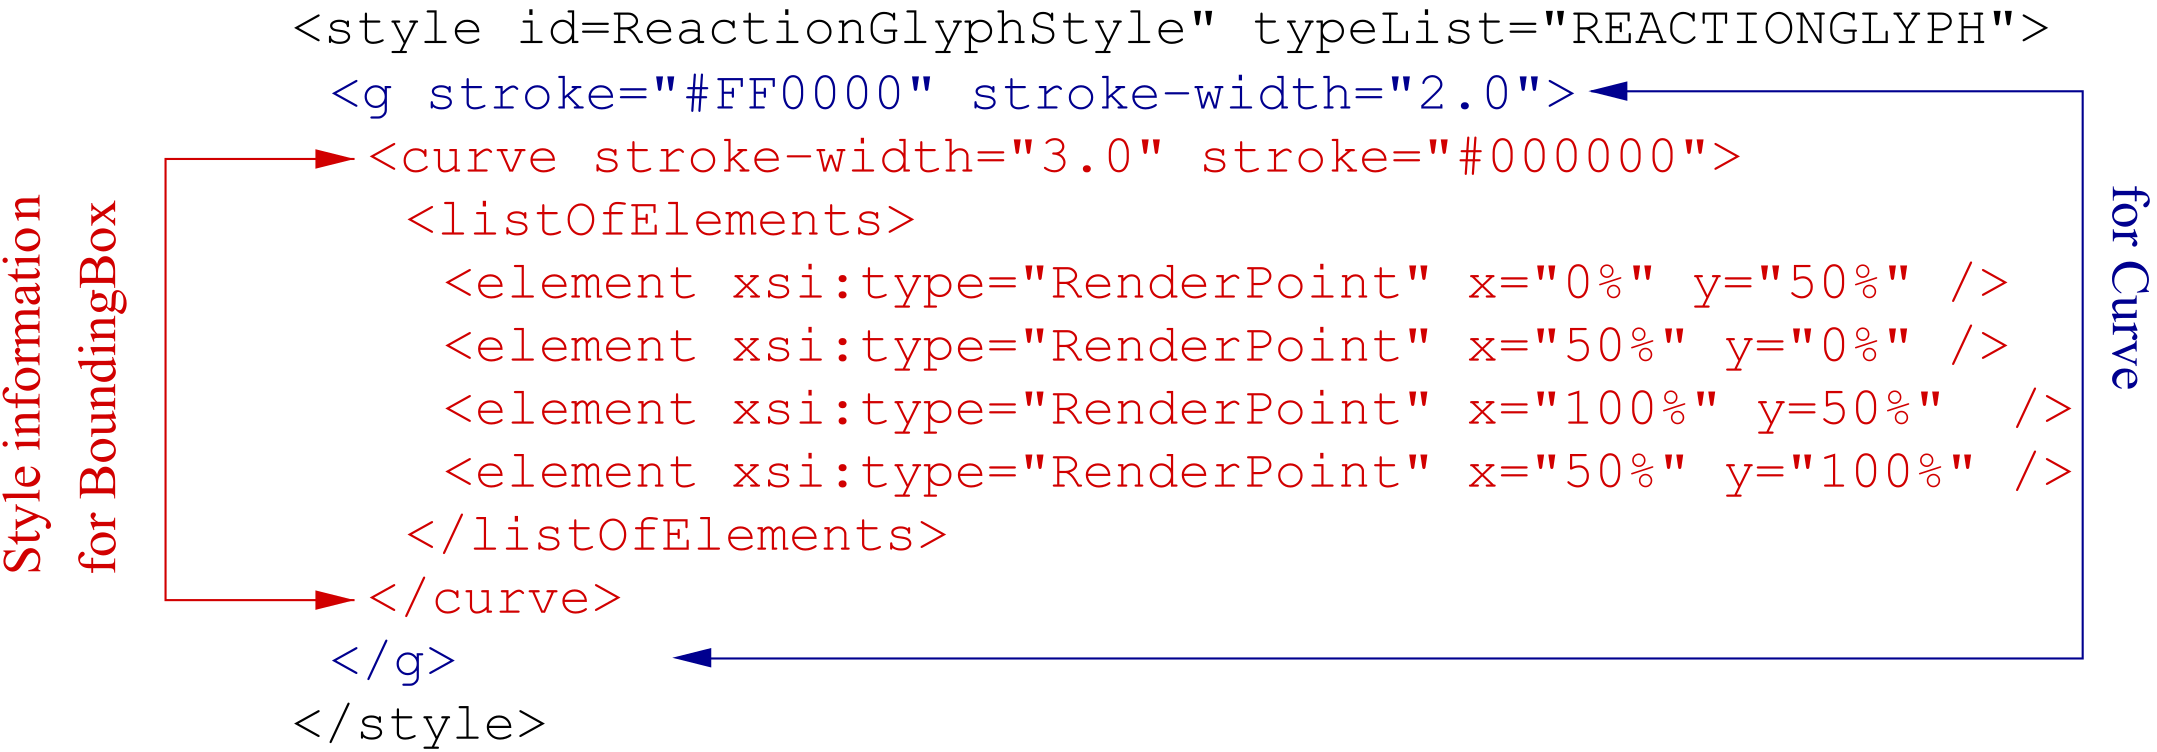 <style id=ReactionGlyphStyle" typeList="REACTIONGLYPH">
<g stroke="#FF0000" stroke-width="2.0">
<curve stroke-width="3.0" stroke="#000000">
<listOfElements>
<element xsi:type="RenderPoint" x="0%" y="50%" />
<element xsi:type="RenderPoint" x="50%" y="0%" />
<element xsi:type="RenderPoint" x="100%" y=50%" />
<element xsi:type="RenderPoint" x="50%" y="100%" />
</listOfElements>
</curve>
</g>
</style>
Style information
for BoundingBox
for Curve